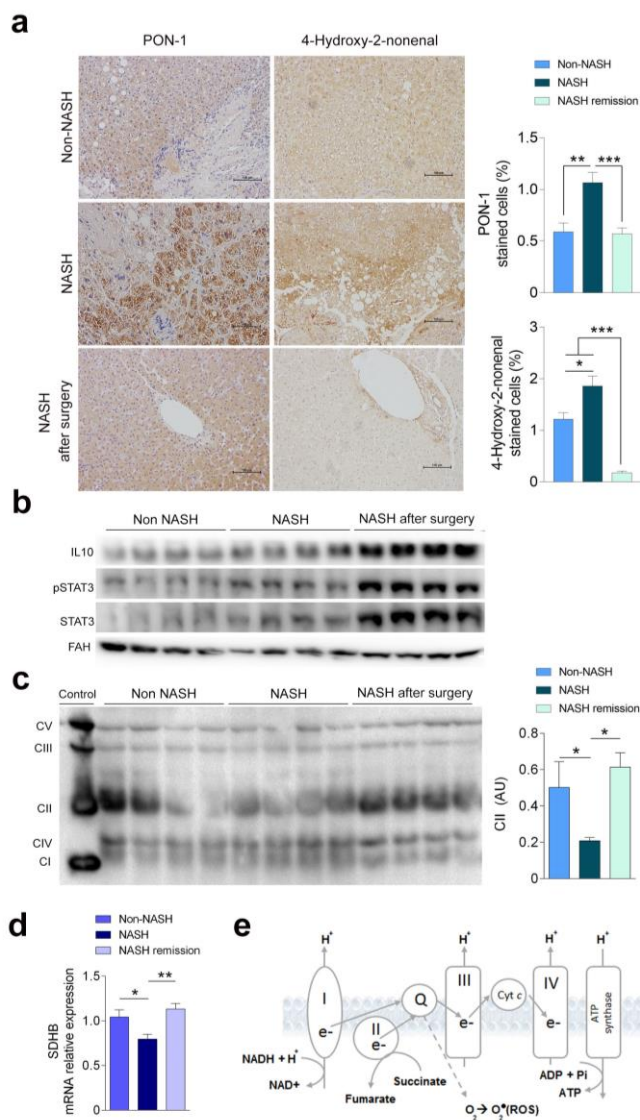 a
PON-1
4-Hydroxy-2-nonenal
Non-NASH
NASH
NASH
after surgery
Non-NASH
NASH
NASH remission
PON-1
stained cells (%)
1.5
1.0
0.5
0
**
***
4-Hydroxy-2-nonenal
stained cells (%)
3
2
1
0
***
*
b
Non NASH
NASH
NASH after surgery
IL10
pSTAT3
STAT3
FAH
c
Control
Non NASH
NASH
NASH after surgery
CV
CIII
CII
CIV
CI
Non-NASH
NASH
NASH remission
CII (AU)
0.8
0.6
0.4
0.2
0
*
*
d
Non-NASH
NASH
NASH remission
SDHB
mRNA relative expression
1.5
1.0
0.5
0
*
**
e
H+
H+
H+
H+
I
e-
II
e-
Q
III
e-
Cyt c
IV
e-
ATP
synthase
NADH + H+
NAD+
Fumarate
Succinate
O2 → O2•(ROS)
ADP + Pi
ATP